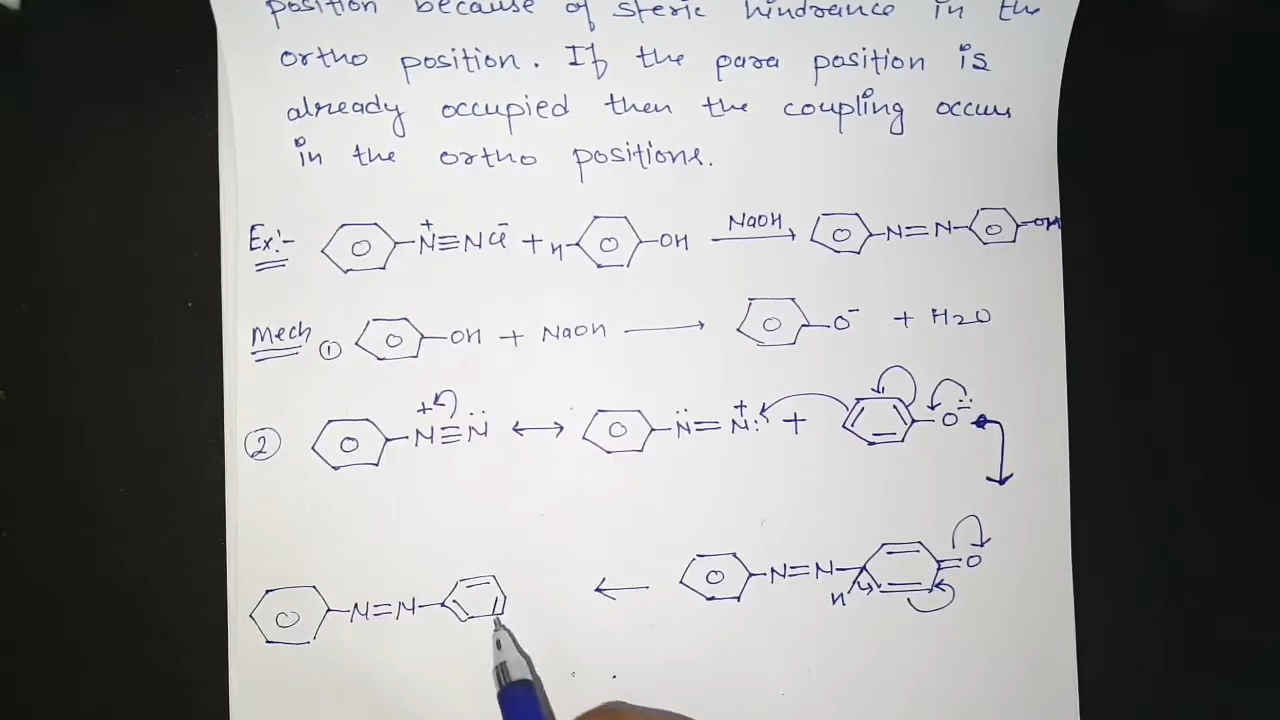 position because of steric hindrance in the
ortho position. If the para position is
already occupied then the coupling occurs
in the ortho positions.
Ex:- N⁺≡NCl⁻ + H OH NaOH → N=N OH
Mech ① OH + NaOH → O⁻ + H2O
② +N≡N̈ ↔ N̈=N̈⁺ + O⁻
N=N H =O
N=N ←